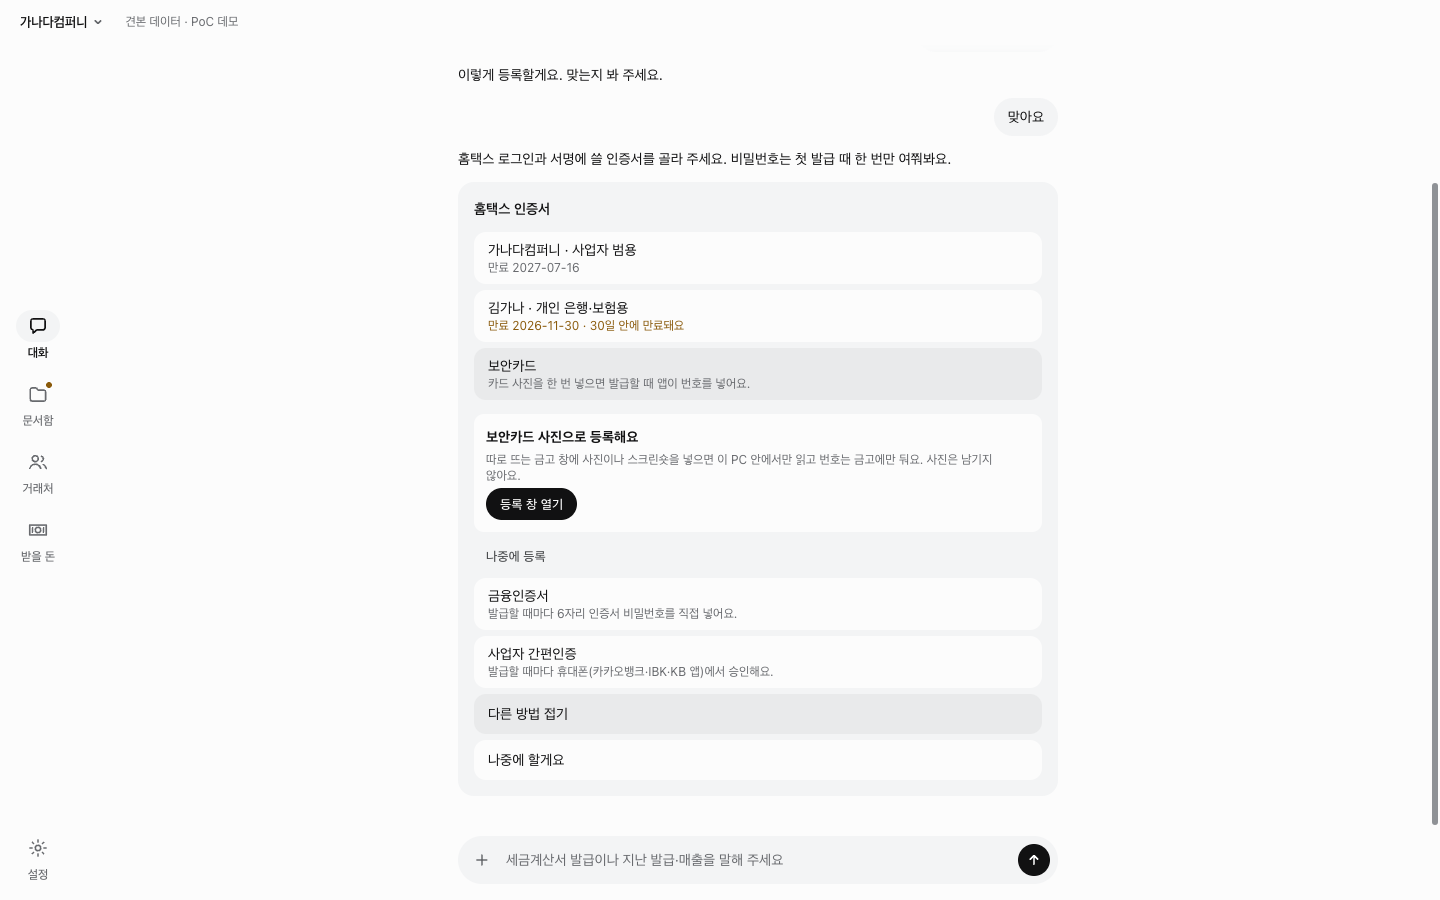 가나다컴퍼니
견본 데이터 · PoC 데모
이렇게 등록할게요. 맞는지 봐 주세요.
맞아요
홈택스 로그인과 서명에 쓸 인증서를 골라 주세요. 비밀번호는 첫 발급 때 한 번만 여쭤봐요.
홈택스 인증서
가나다컴퍼니 · 사업자 범용
만료 2027-07-16
김가나 · 개인 은행·보험용
만료 2026-11-30 · 30일 안에 만료돼요
보안카드
카드 사진을 한 번 넣으면 발급할 때 앱이 번호를 넣어요.
보안카드 사진으로 등록해요
따로 뜨는 금고 창에 사진이나 스크린숏을 넣으면 이 PC 안에서만 읽고 번호는 금고에만 둬요. 사진은 남기지
않아요.
등록 창 열기
나중에 등록
금융인증서
발급할 때마다 6자리 인증서 비밀번호를 직접 넣어요.
사업자 간편인증
발급할 때마다 휴대폰(카카오뱅크·IBK·KB 앱)에서 승인해요.
다른 방법 접기
나중에 할게요
대화
문서함
거래처
받을 돈
설정
세금계산서 발급이나 지난 발급·매출을 말해 주세요